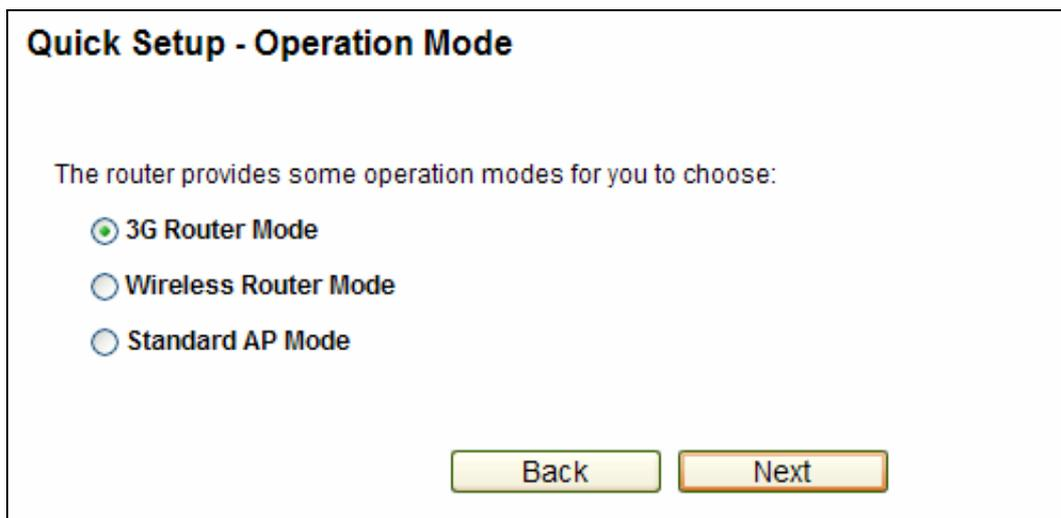 Quick Setup - Operation Mode
The router provides some operation modes for you to choose:
3G Router Mode
Wireless Router Mode
Standard AP Mode
Back
Next